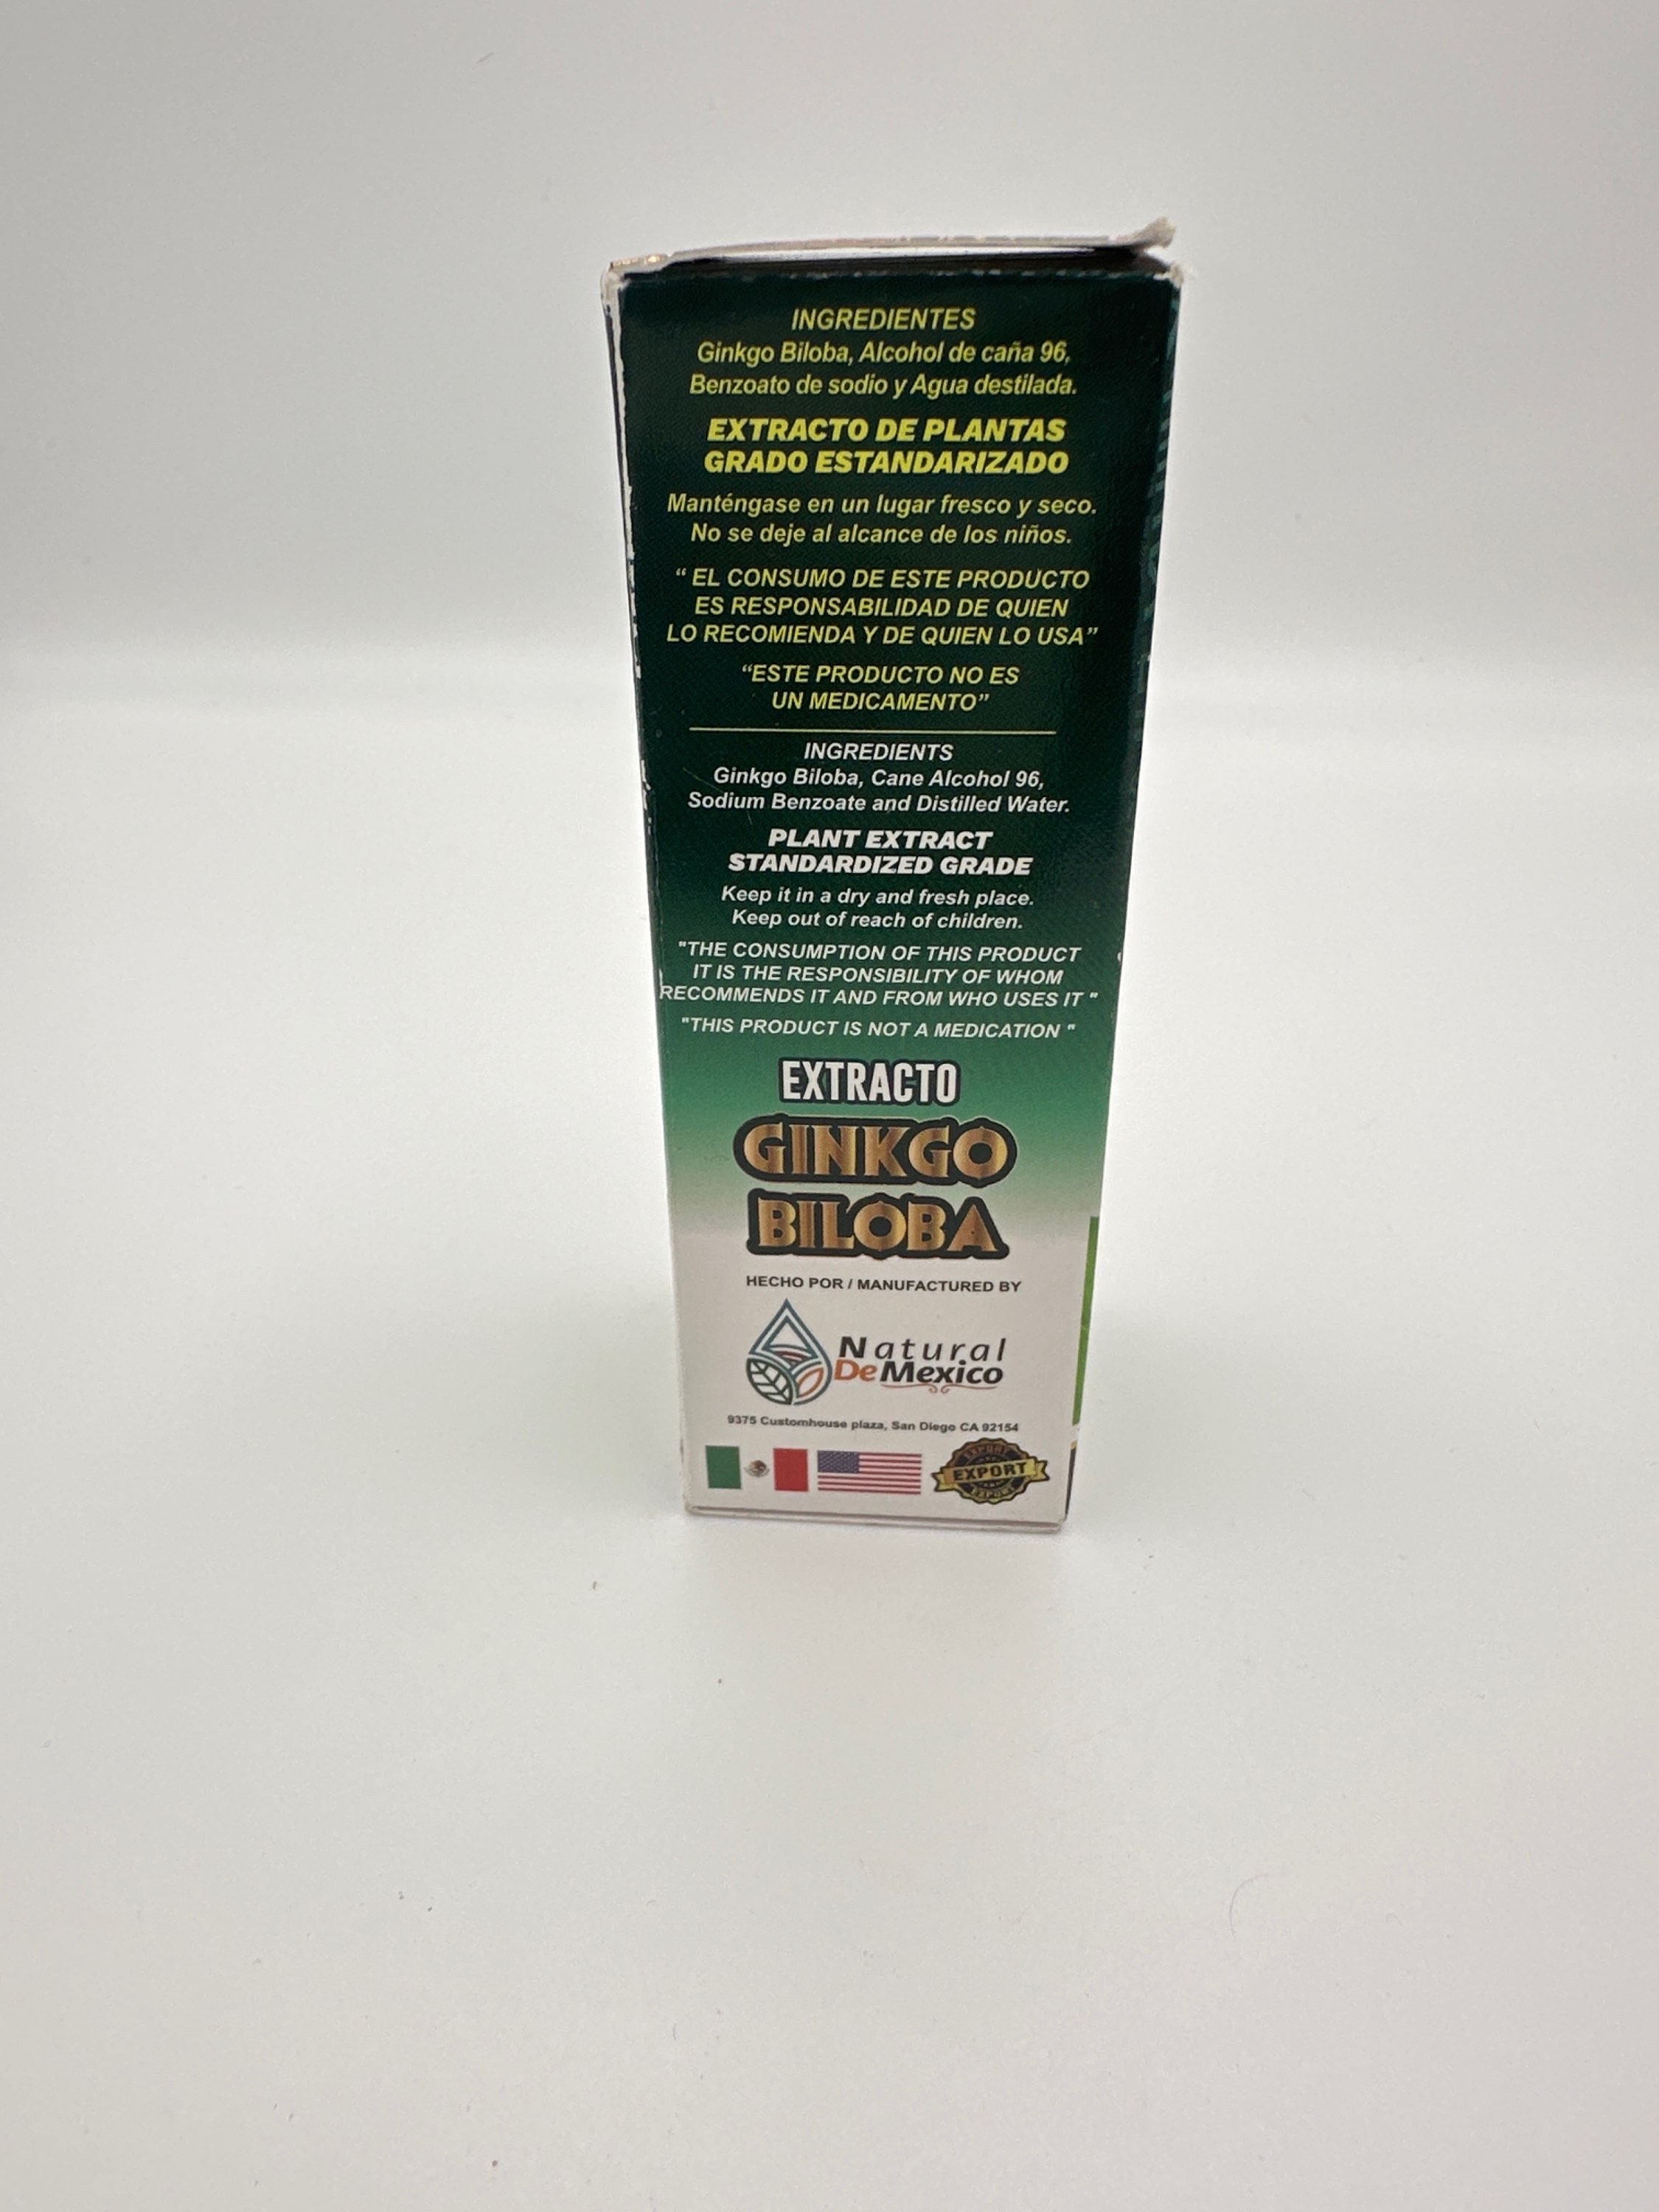 INGREDIENTES
Ginkgo Biloba, Alcohol de caña 96,
Benzoato de sodio y Agua destilada.
EXTRACTO DE PLANTAS
GRADO ESTANDARIZADO
Manténgase en un lugar fresco y seco.
No se deje al alcance de los niños.
“ EL CONSUMO DE ESTE PRODUCTO
ES RESPONSABILIDAD DE QUIEN
LO RECOMIENDA Y DE QUIEN LO USA”
“ESTE PRODUCTO NO ES
UN MEDICAMENTO”
INGREDIENTS
Ginkgo Biloba, Cane Alcohol 96,
Sodium Benzoate and Distilled Water.
PLANT EXTRACT
STANDARDIZED GRADE
Keep it in a dry and fresh place.
Keep out of reach of children.
"THE CONSUMPTION OF THIS PRODUCT
IT IS THE RESPONSIBILITY OF WHOM
RECOMMENDS IT AND FROM WHO USES IT "
"THIS PRODUCT IS NOT A MEDICATION "
EXTRACTO
GINKGO
BILOBA
HECHO POR / MANUFACTURED BY
Natural
De Mexico
9375 Customhouse plaza, San Diego CA 92154
EXPORT
EXPORT
EXPORT